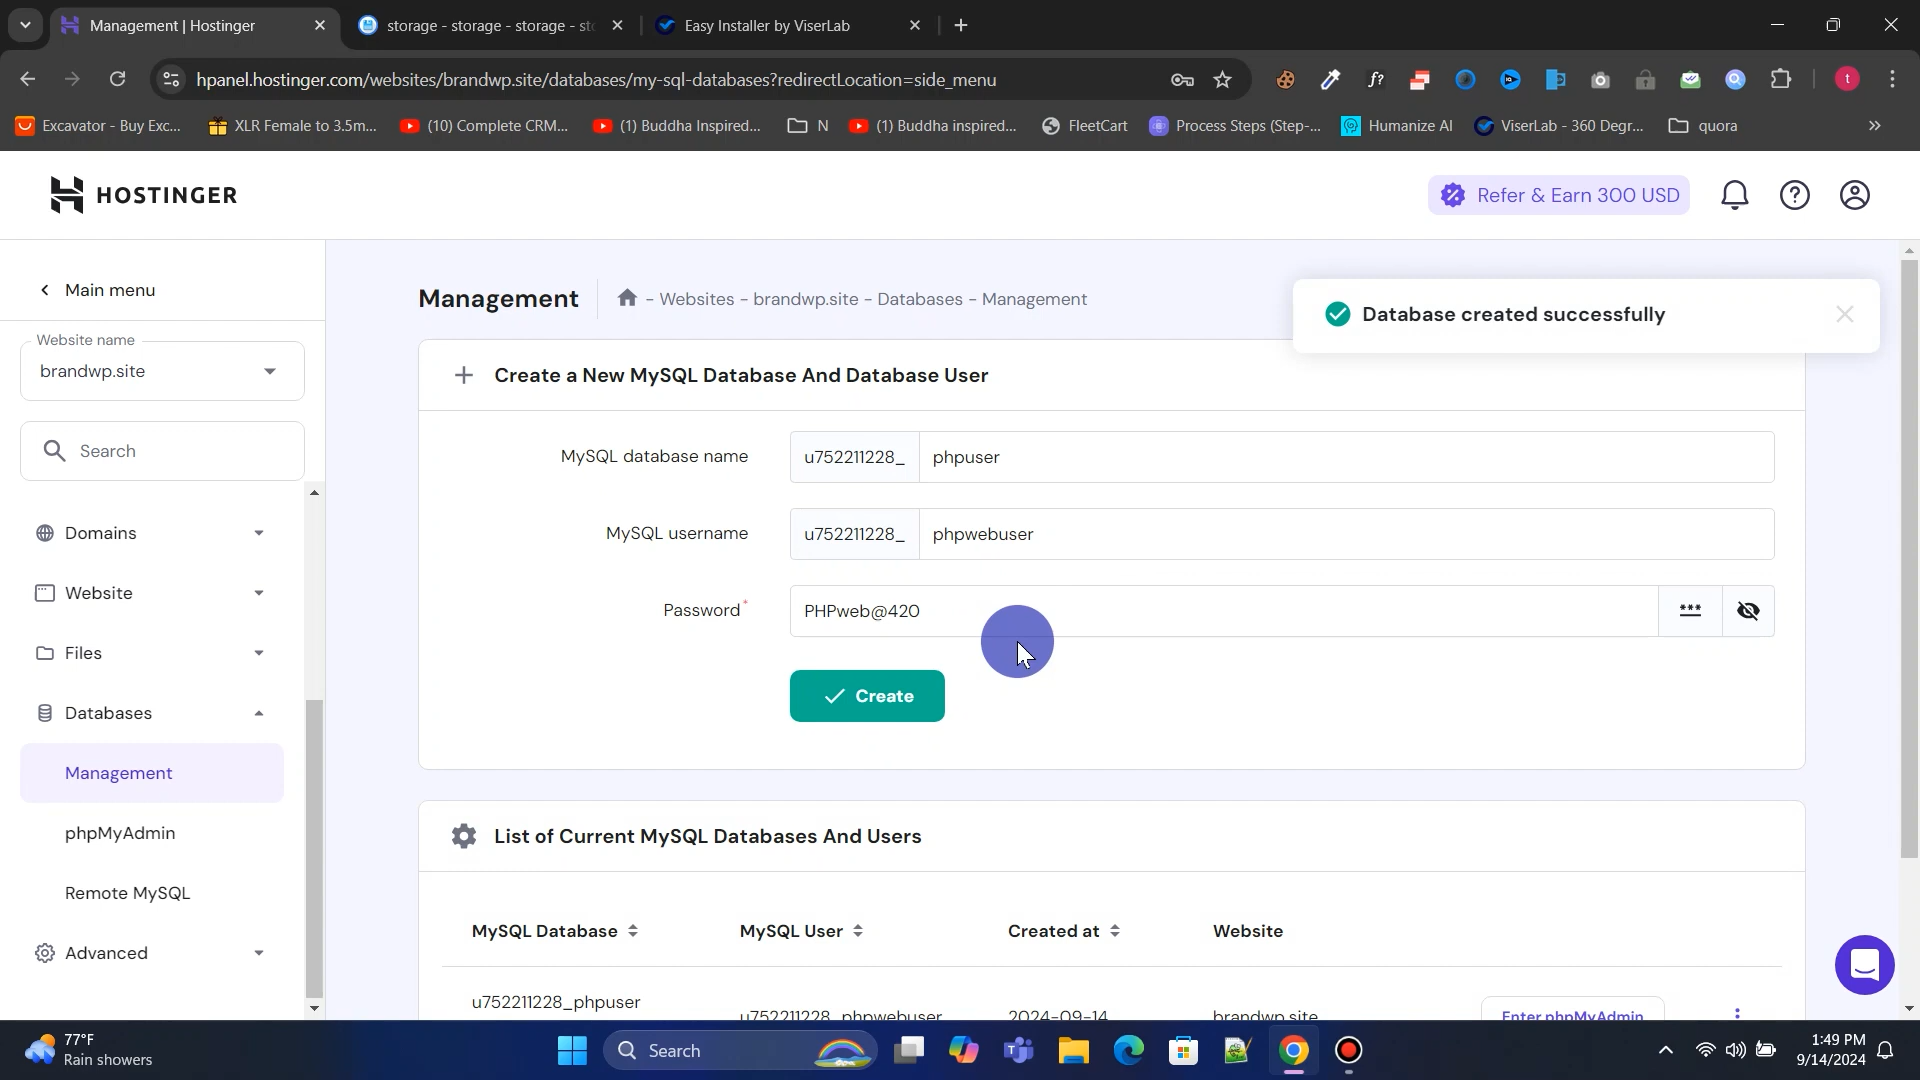 Management | Hostinger
storage - storage - storage - sto
Easy Installer by ViserLab
hpanel.hostinger.com/websites/brandwp.site/databases/my-sql-databases?redirectLocation=side_menu
Excavator - Buy Exc...
XLR Female to 3.5m...
(10) Complete CRM...
(1) Buddha Inspired...
N
(1) Buddha inspired...
FleetCart
Process Steps (Step-...
Humanize AI
ViserLab - 360 Degr...
quora
HOSTINGER
Refer & Earn 300 USD
Main menu
Website name
brandwp.site
Search
Domains
Website
Files
Databases
Management
phpMyAdmin
Remote MySQL
Advanced
Management
- Websites - brandwp.site - Databases - Management
Database created successfully
Create a New MySQL Database And Database User
MySQL database name u752211228_ phpuser
MySQL username u752211228_ phpwebuser
Password* PHPweb@420
Create
List of Current MySQL Databases And Users
MySQL Database MySQL User Created at Website
u752211228_phpuser
u752211228_phpwebuser 2024-09-14 brandwp.site Enter phpMyAdmin
77°F
Rain showers
Search
1:49 PM
9/14/2024